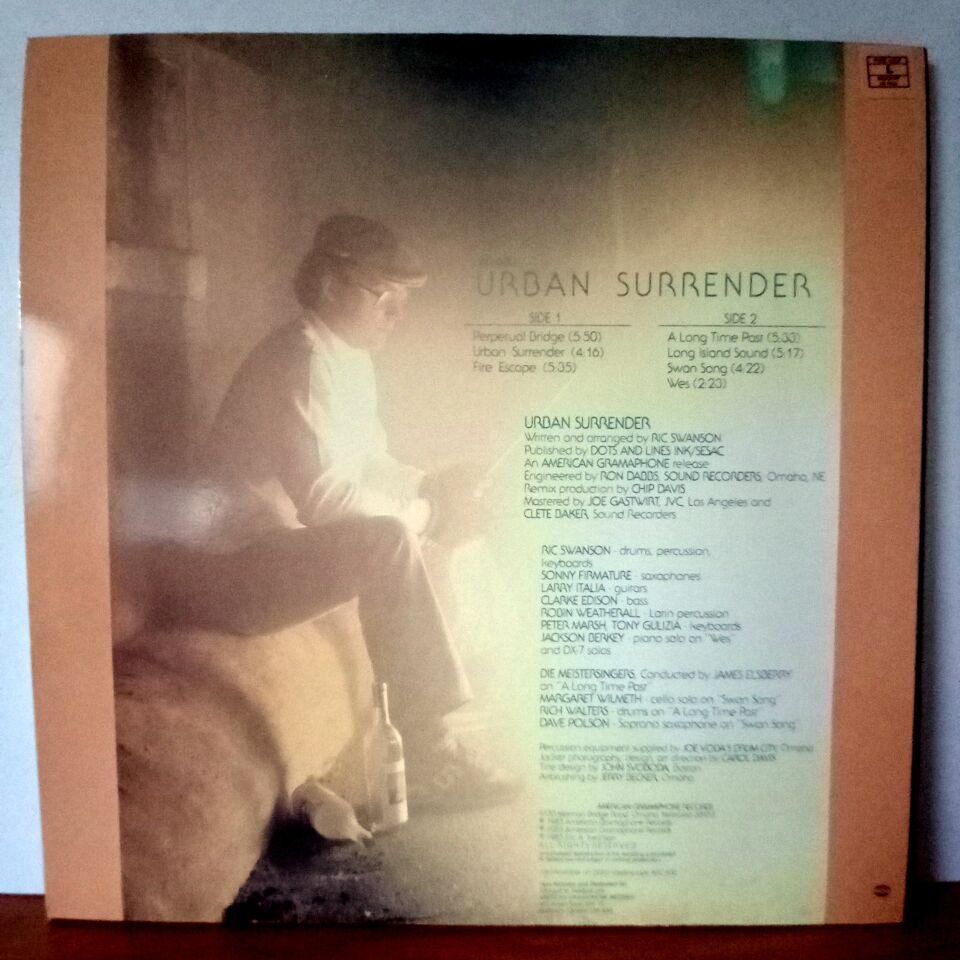 URBAN SURRENDER
SIDE 1
Perpetual Bridge (5:50)
Urban Surrender (4:16)
Fire Escape (5:35)
SIDE 2
A Long Time Past (5:33)
Long Island Sound (5:17)
Swan Song (4:22)
Wes (2:23)
URBAN SURRENDER
Written and arranged by RIC SWANSON
Published by DOTS AND LINES INK/SESAC
An AMERICAN GRAMAPHONE release
Engineered by RON DABBS, SOUND RECORDERS, Omaha, NE
Remix production by CHIP DAVIS
Mastered by JOE GASTWIRT, JVC, Los Angeles and
CLETE BAKER, Sound Recorders
RIC SWANSON - drums, percussion,
keyboards
SONNY FIRMATURE - saxophones
LARRY ITALIA - guitars
CLARKE EDISON - bass
ROBIN WEATHERALL - Latin percussion
PETER MARSH, TONY GULIZIA - keyboards
JACKSON BERKEY - piano solo on "Wes"
and DX-7 solos
DIE MEISTERSINGERS, Conducted by JAMES ELSBERRY
on "A Long Time Past"
MARGARET WILMETH - cello solo on "Swan Song"
RICH WALTERS - drums on "A Long Time Past"
DAVE POLSON - Soprano saxophone on "Swan Song"
Percussion equipment supplied by JOE VODA'S DRUM CITY, Omaha
Jacket photography, design, art direction by CAROL DAVIS
Title design by JOHN SVOBODA, Boston
Airbrushing by JERRY BECKER, Omaha
AMERICAN GRAMAPHONE RECORDS
ALL RIGHTS RESERVED